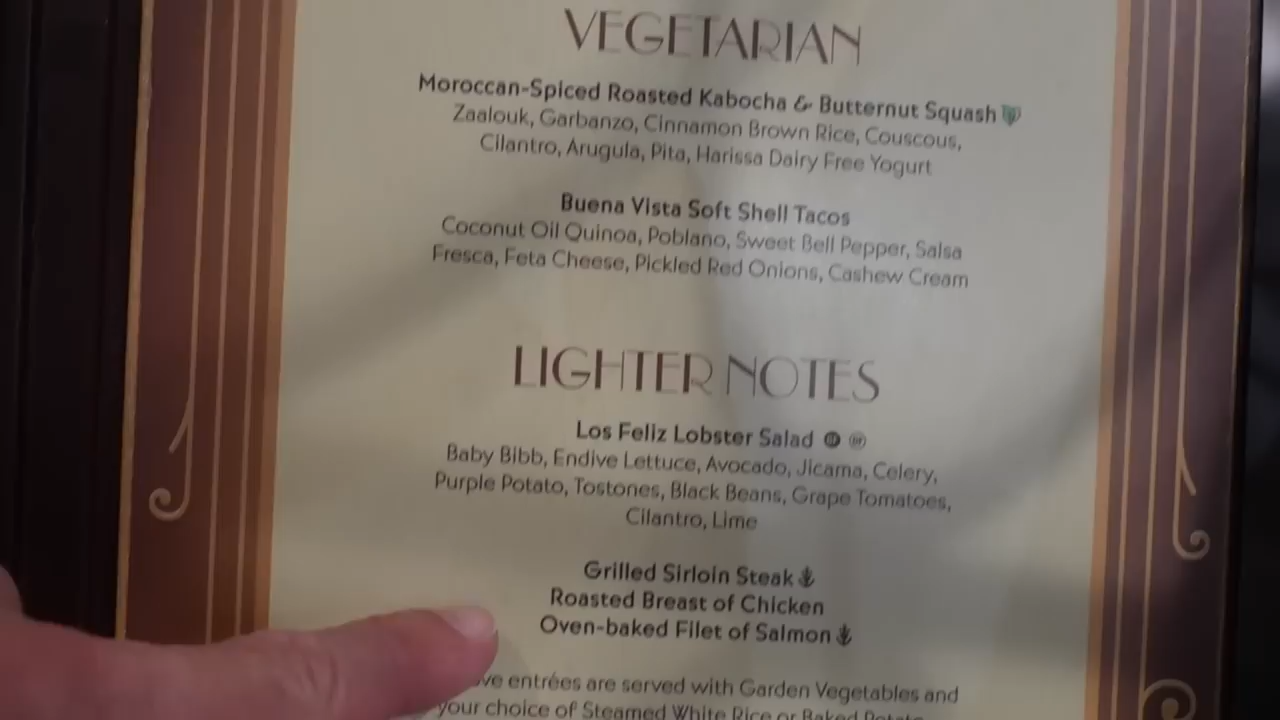 VEGETARIAN
Moroccan-Spiced Roasted Kabocha & Butternut Squash
Zaalouk, Garbanzo, Cinnamon Brown Rice, Couscous,
Cilantro, Arugula, Pita, Harissa Dairy Free Yogurt
Buena Vista Soft Shell Tacos
Coconut Oil Quinoa, Poblano, Sweet Bell Pepper, Salsa
Fresca, Feta Cheese, Pickled Red Onions, Cashew Cream
LIGHTER NOTES
Los Feliz Lobster Salad
Baby Bibb, Endive Lettuce, Avocado, Jicama, Celery,
Purple Potato, Tostones, Black Beans, Grape Tomatoes,
Cilantro, Lime
Grilled Sirloin Steak
Roasted Breast of Chicken
Oven-baked Filet of Salmon
entrées are served with Garden Vegetables and
your choice of Steamed White Rice or Baked Potato